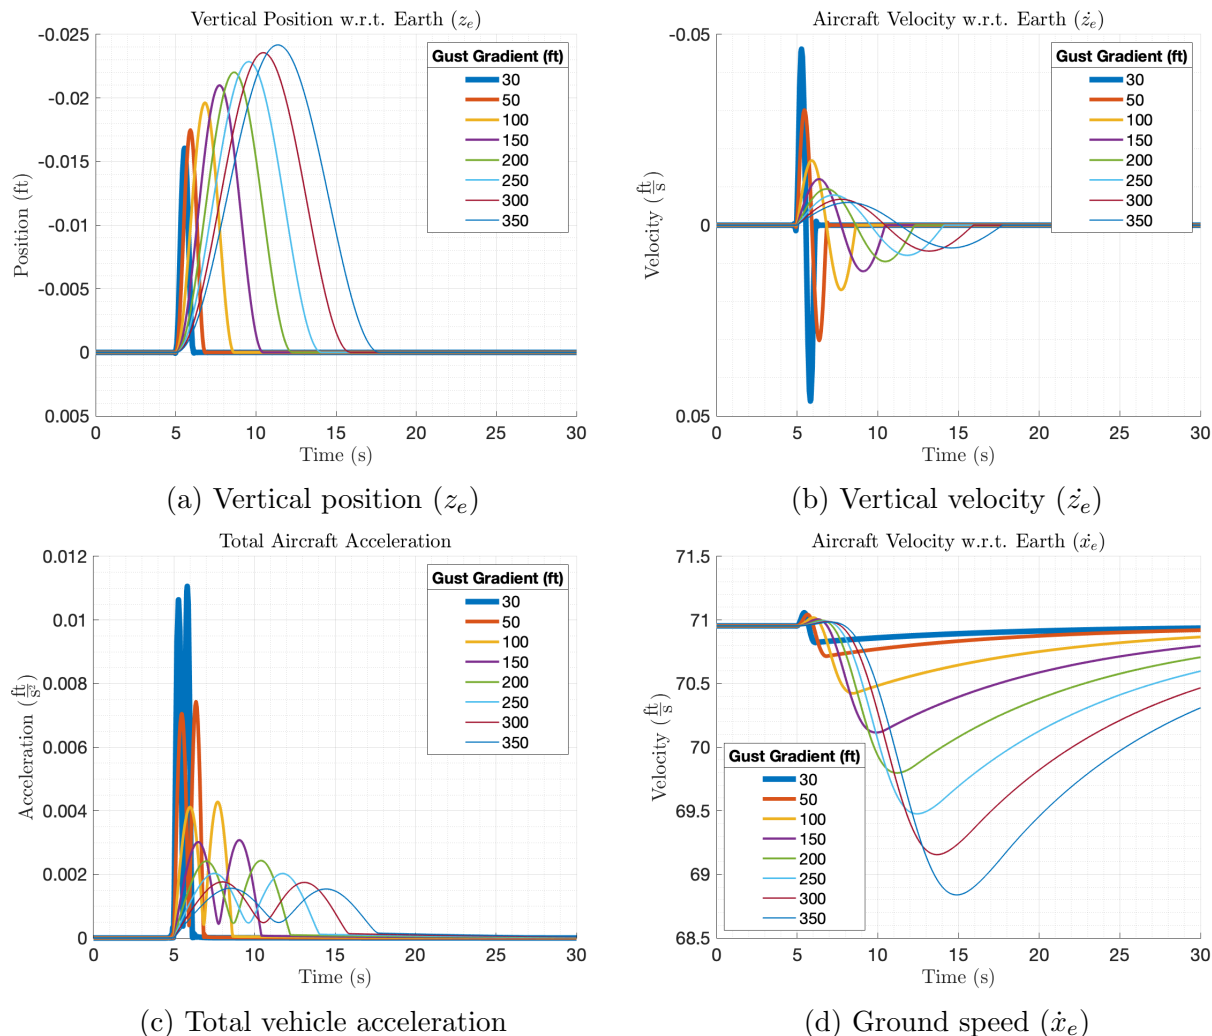 Vertical Position w.r.t. Earth (z_e)
-0.025
-0.02
-0.015
-0.01
-0.005
0
0.005
Position (ft)
0 5 10 15 20 25 30
Time (s)
Gust Gradient (ft)
30
50
100
150
200
250
300
350
(a) Vertical position (z_e)
Aircraft Velocity w.r.t. Earth (ż_e)
-0.05
0
0.05
Velocity (ft/s)
0 5 10 15 20 25 30
Time (s)
Gust Gradient (ft)
30
50
100
150
200
250
300
350
(b) Vertical velocity (ż_e)
Total Aircraft Acceleration
0.012
0.01
0.008
0.006
0.004
0.002
0
Acceleration (ft/s²)
0 5 10 15 20 25 30
Time (s)
Gust Gradient (ft)
30
50
100
150
200
250
300
350
(c) Total vehicle acceleration
Aircraft Velocity w.r.t. Earth (ẋ_e)
71.5
71
70.5
70
69.5
69
68.5
Velocity (ft/s)
0 5 10 15 20 25 30
Time (s)
Gust Gradient (ft)
30
50
100
150
200
250
300
350
(d) Ground speed (ẋ_e)